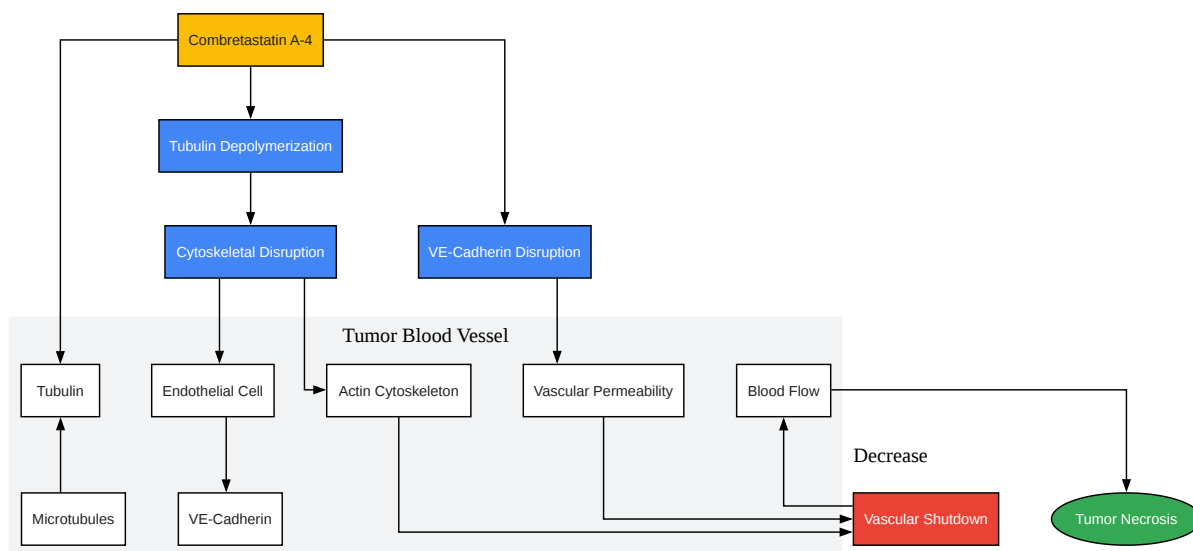 Combretastatin A-4
Tubulin Depolymerization
Cytoskeletal Disruption
VE-Cadherin Disruption
Tumor Blood Vessel
Tubulin
Endothelial Cell
Actin Cytoskeleton
Vascular Permeability
Blood Flow
Decrease
Microtubules
VE-Cadherin
Vascular Shutdown
Tumor Necrosis